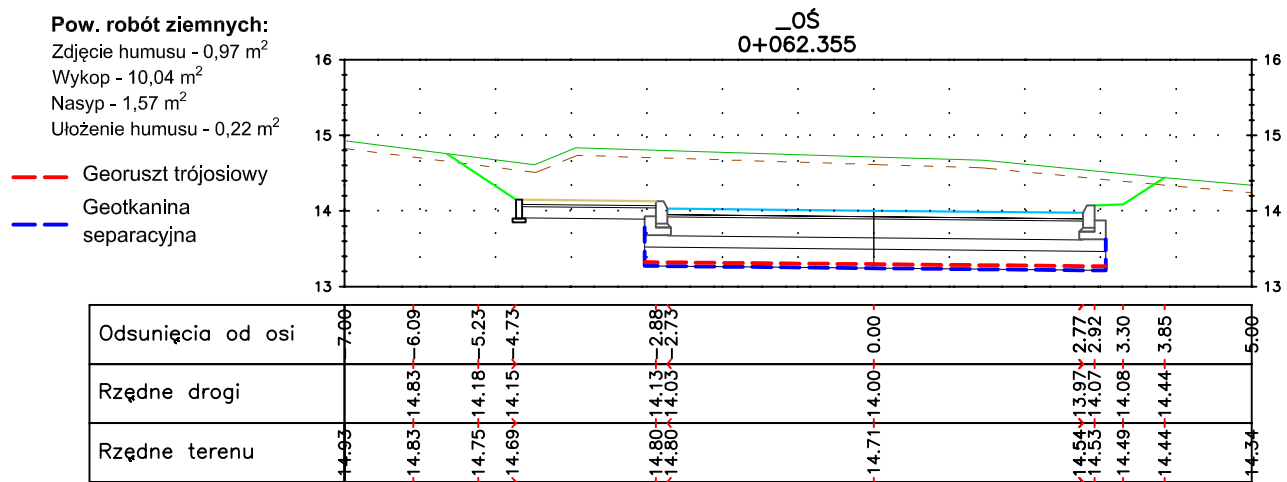 Pow. robót ziemnych:
Zdjęcie humusu - 0,97 m²
Wykop - 10,04 m²
Nasyp - 1,57 m²
Ułożenie humusu - 0,22 m²
Georuszt trójosiowy
Geotkanina
separacyjna
_OŚ
0+062.355
16 16
15 15
14 14
13 13
Odsunięcia od osi -7.00 -6.09 -5.23 -4.73 -2.88 -2.73 0.00 2.77 2.92 3.30 3.85 5.00
Rzędne drogi 14.83 14.18 14.15 14.13 14.03 14.00 13.97 14.07 14.08 14.44
Rzędne terenu 14.93 14.83 14.75 14.69 14.80 14.80 14.71 14.54 14.53 14.49 14.44 14.34